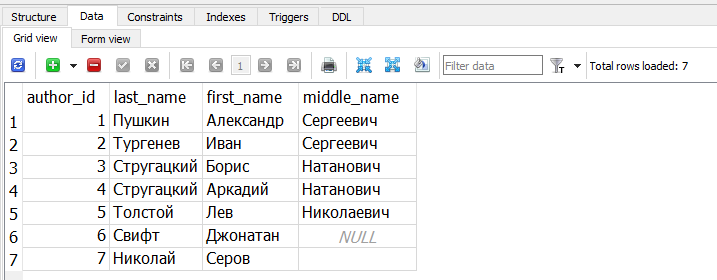 Structure Data Constraints Indexes Triggers DDL
Grid view Form view
1 Filter data T Total rows loaded: 7
author_id last_name first_name middle_name
1 1 Пушкин Александр Сергеевич
2 2 Тургенев Иван Сергеевич
3 3 Стругацкий Борис Натанович
4 4 Стругацкий Аркадий Натанович
5 5 Толстой Лев Николаевич
6 6 Свифт Джонатан NULL
7 7 Николай Серов